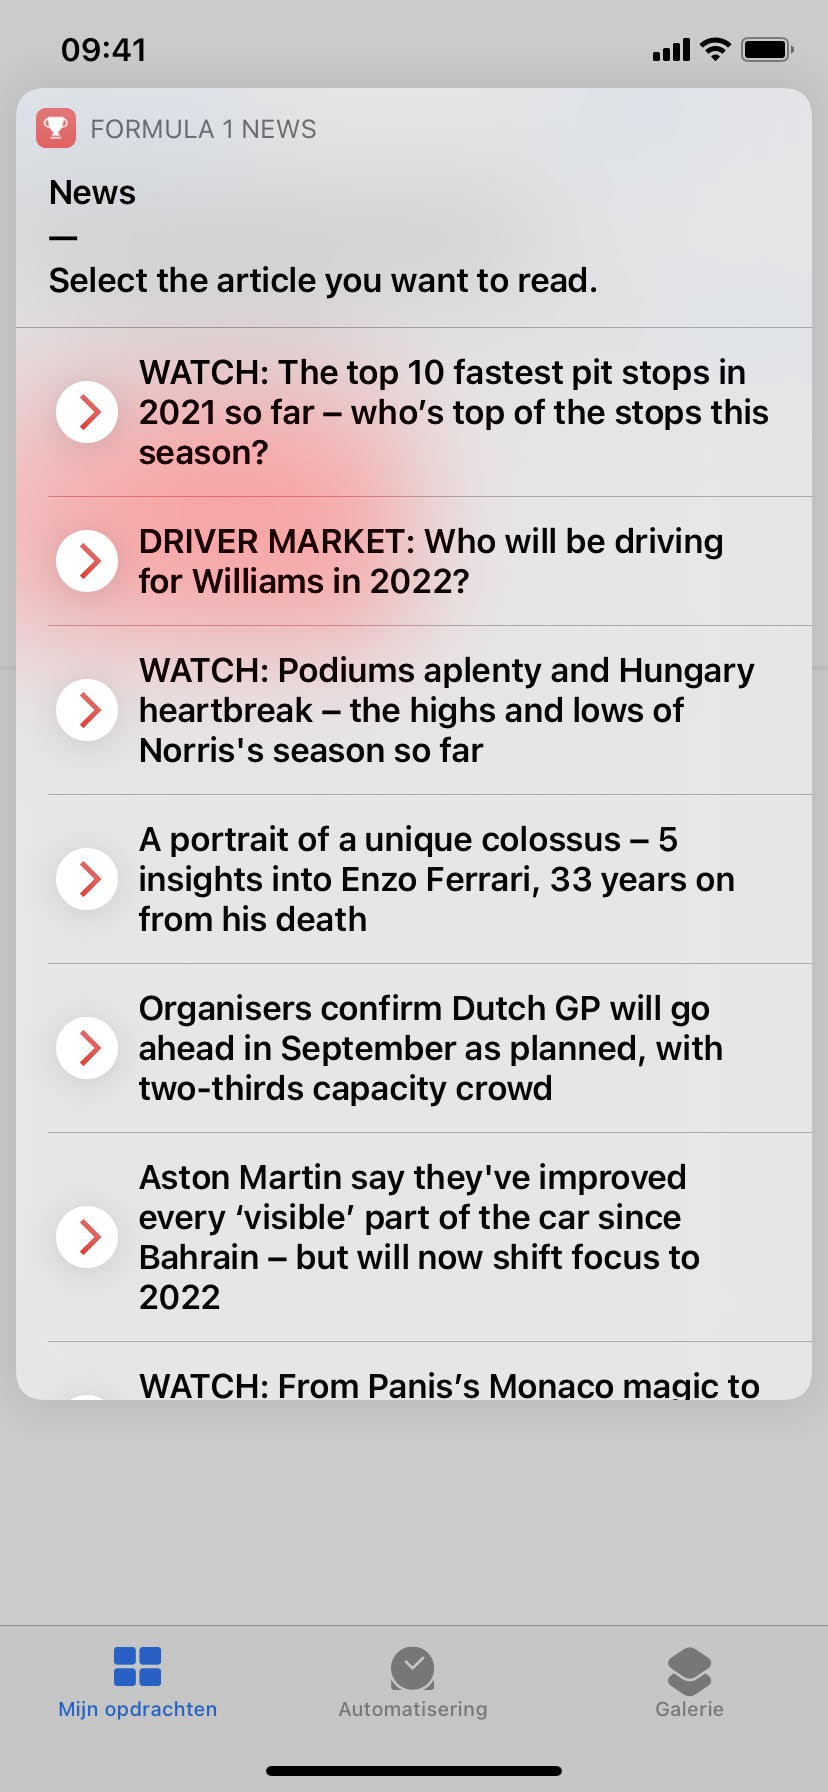 09:41
FORMULA 1 NEWS
News
—
Select the article you want to read.
WATCH: The top 10 fastest pit stops in
2021 so far – who’s top of the stops this
season?
DRIVER MARKET: Who will be driving
for Williams in 2022?
WATCH: Podiums aplenty and Hungary
heartbreak – the highs and lows of
Norris's season so far
A portrait of a unique colossus – 5
insights into Enzo Ferrari, 33 years on
from his death
Organisers confirm Dutch GP will go
ahead in September as planned, with
two-thirds capacity crowd
Aston Martin say they've improved
every ‘visible’ part of the car since
Bahrain – but will now shift focus to
2022
WATCH: From Panis’s Monaco magic to
Mijn opdrachten
Automatisering
Galerie